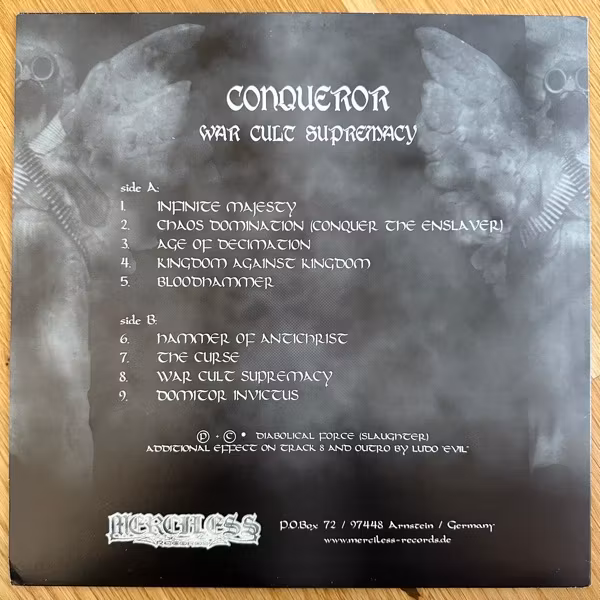 CONQUEROR
WAR CULT SUPREMACY
side A:
1. INFINITE MAJESTY
2. CHAOS DOMINATION (CONQUER THE ENSLAVER)
3. AGE OF DECIMATION
4. KINGDOM AGAINST KINGDOM
5. BLOODHAMMER
side B:
6. HAMMER OF ANTICHRIST
7. THE CURSE
8. WAR CULT SUPREMACY
9. DOMITOR INVICTUS
Ⓟ + © • DIABOLICAL FORCE (SLAUGHTER)
ADDITIONAL EFFECT ON TRACK 8 AND OUTRO BY LUDO "EVIL"
MERCILESS
RECORDS
P.O.Box 72 / 97448 Arnstein / Germany
www.merciless-records.de